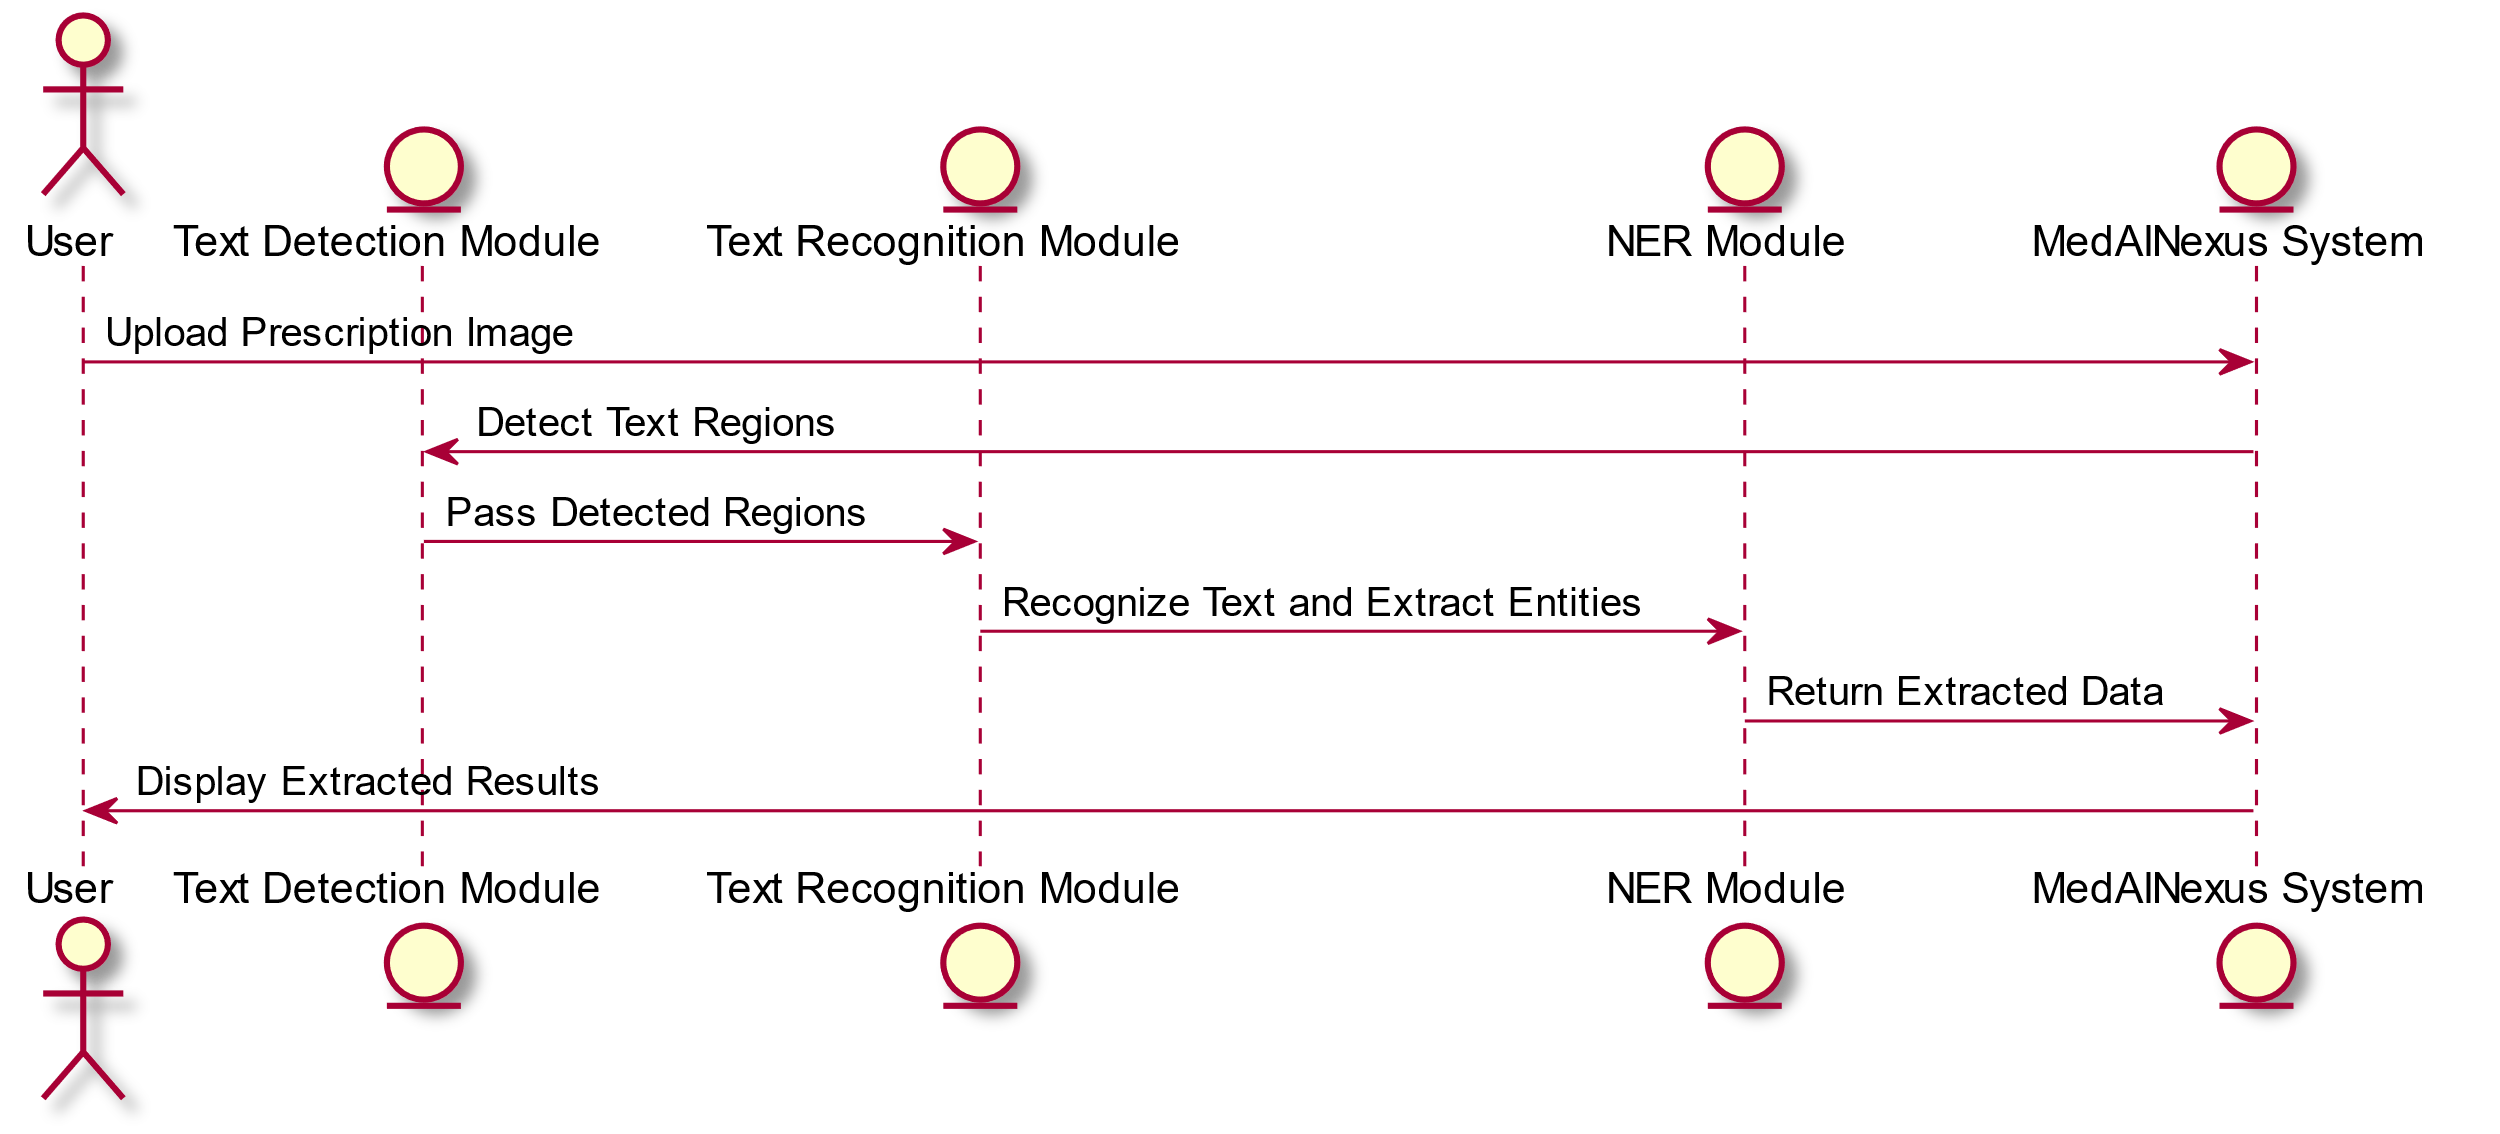 User
Text Detection Module
Text Recognition Module
NER Module
MedAINexus System
Upload Prescription Image
Detect Text Regions
Pass Detected Regions
Recognize Text and Extract Entities
Return Extracted Data
Display Extracted Results
User
Text Detection Module
Text Recognition Module
NER Module
MedAINexus System